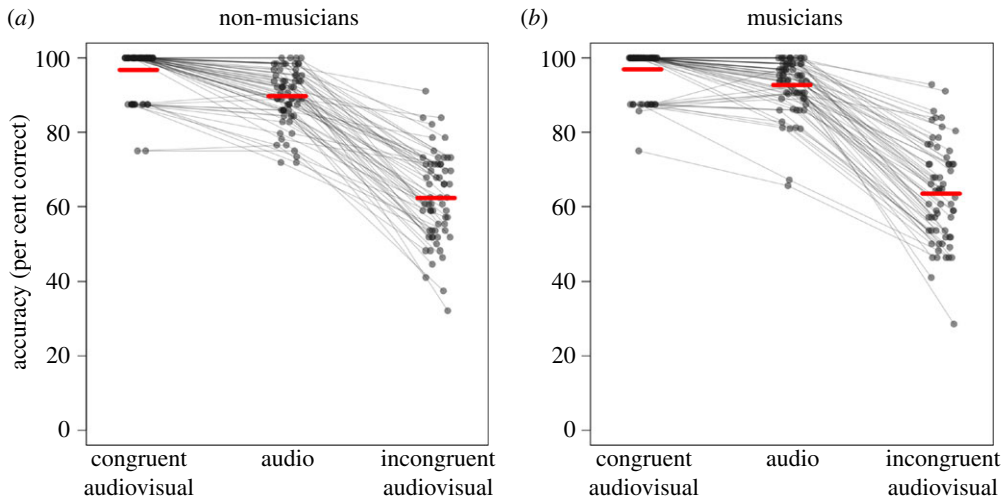 (a) non-musicians
(b) musicians
accuracy (per cent correct)
100
80
60
40
20
0
congruent audiovisual
audio
incongruent audiovisual
100
80
60
40
20
0
congruent audiovisual
audio
incongruent audiovisual